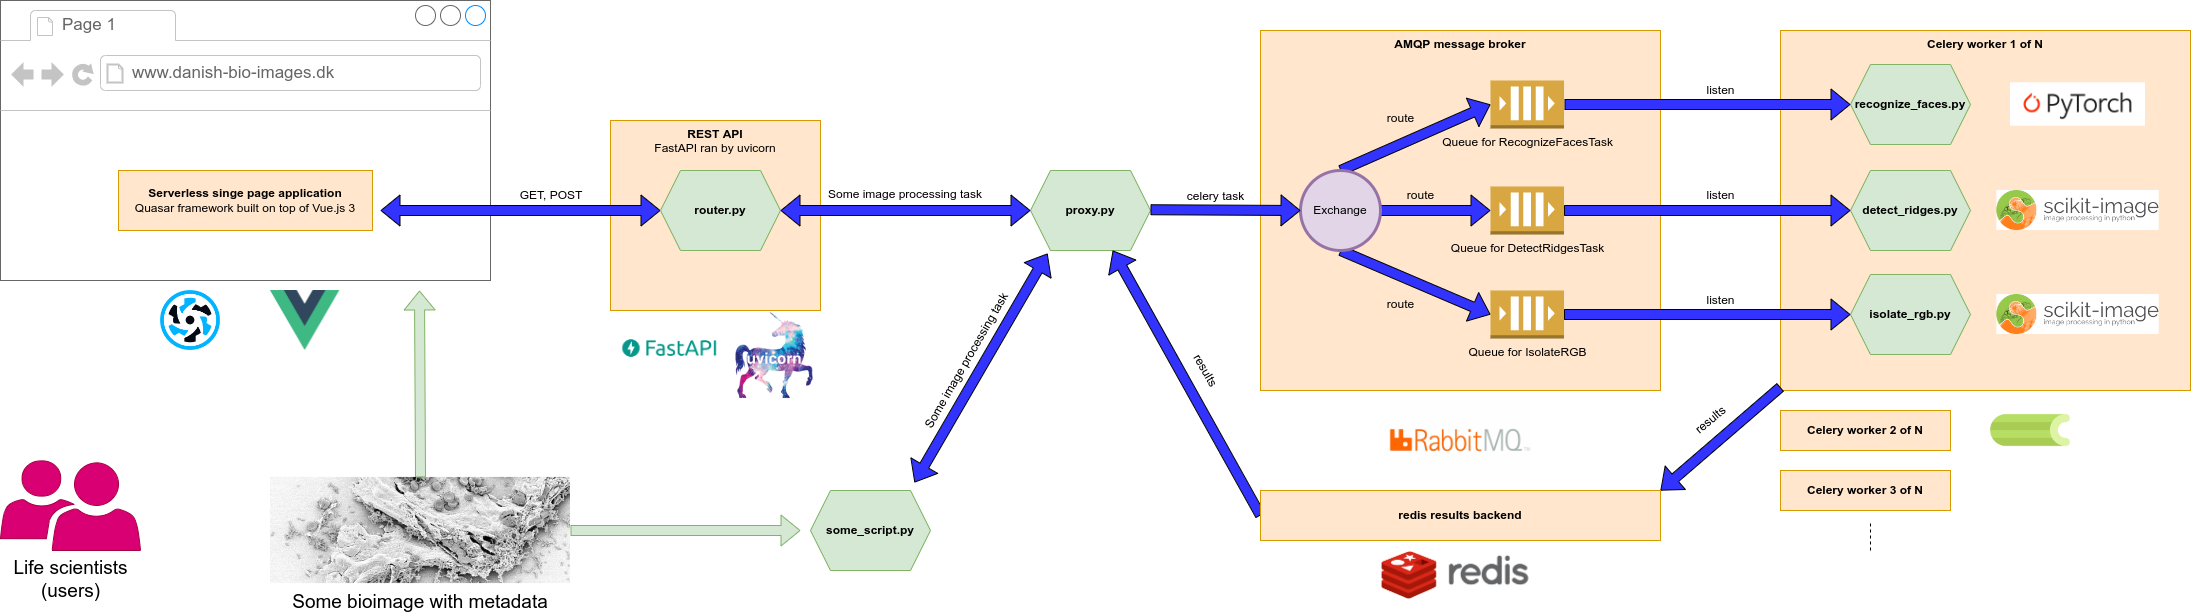 Page 1
www.danish-bio-images.dk
Serverless singe page application
Quasar framework built on top of Vue.js 3
GET, POST
REST API
FastAPI ran by uvicorn
router.py
FastAPI
uvicorn
Some image processing task
proxy.py
Some image processing task
some_script.py
celery task
AMQP message broker
Exchange
route
Queue for RecognizeFacesTask
route
Queue for DetectRidgesTask
route
Queue for IsolateRGB
listen
listen
listen
Celery worker 1 of N
recognize_faces.py
PyTorch
detect_ridges.py
scikit-image
image processing in python
isolate_rgb.py
scikit-image
image processing in python
results
results
RabbitMQ
Celery worker 2 of N
Celery worker 3 of N
redis results backend
redis
Life scientists
(users)
Some bioimage with metadata